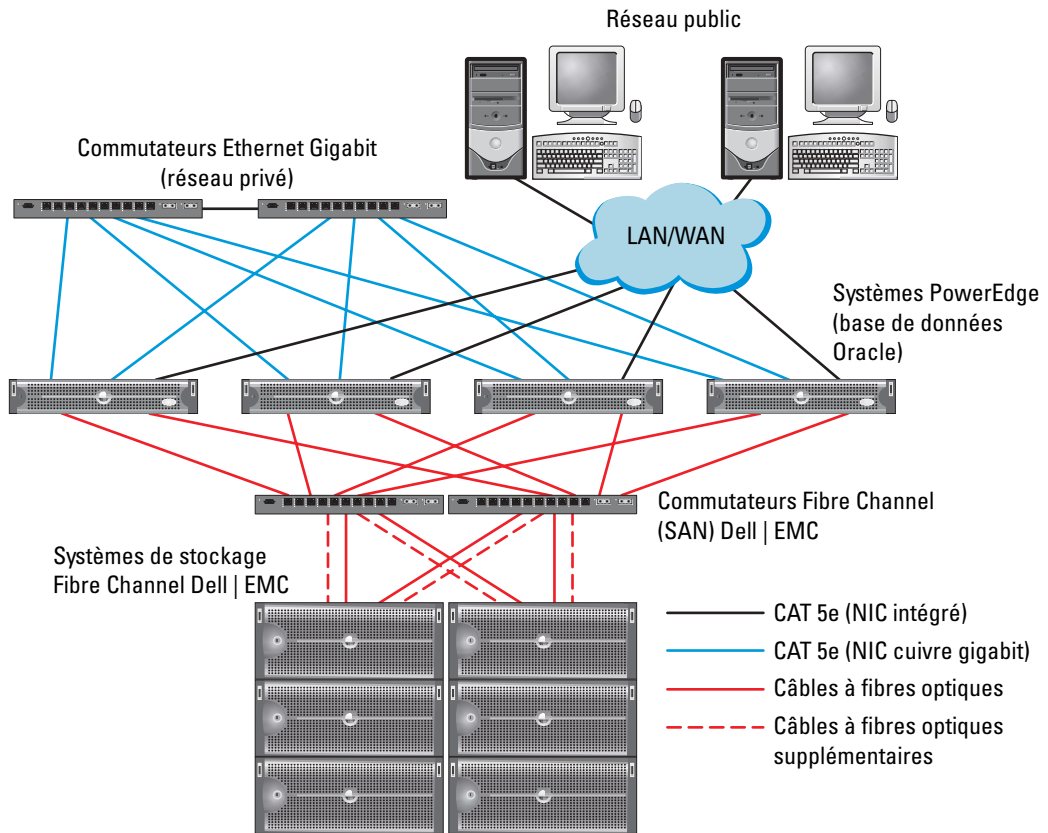 Réseau public
Commutateurs Ethernet Gigabit
(réseau privé)
LAN/WAN
Systèmes PowerEdge
(base de données
Oracle)
Commutateurs Fibre Channel
(SAN) Dell | EMC
Systèmes de stockage
Fibre Channel Dell | EMC
CAT 5e (NIC intégré)
CAT 5e (NIC cuivre gigabit)
Câbles à fibres optiques
Câbles à fibres optiques
supplémentaires